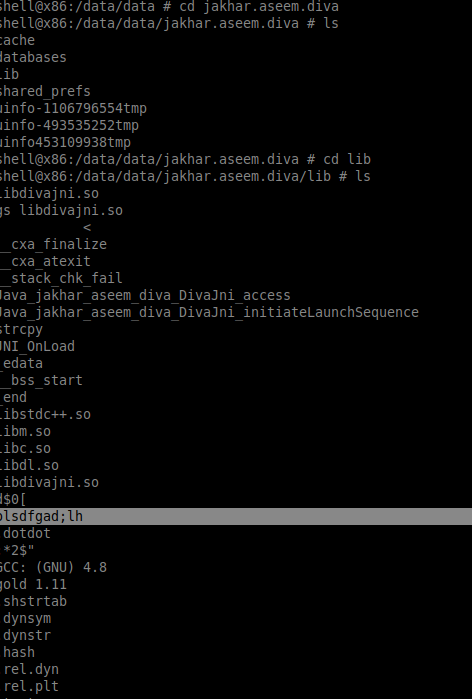 shell@x86:/data/data # cd jakhar.aseem.diva
shell@x86:/data/data/jakhar.aseem.diva # ls
cache
databases
lib
shared_prefs
uinfo-1106796554tmp
uinfo-493535252tmp
uinfo453109938tmp
shell@x86:/data/data/jakhar.aseem.diva # cd lib
shell@x86:/data/data/jakhar.aseem.diva/lib # ls
libdivajni.so
gs libdivajni.so
<
__cxa_finalize
__cxa_atexit
__stack_chk_fail
Java_jakhar_aseem_diva_DivaJni_access
Java_jakhar_aseem_diva_DivaJni_initiateLaunchSequence
strcpy
JNI_OnLoad
_edata
__bss_start
_end
libstdc++.so
libm.so
libc.so
libdl.so
libdivajni.so
d$0[
olsdfgad;lh
dotdot
*2$"
GCC: (GNU) 4.8
gold 1.11
shstrtab
dynsym
dynstr
hash
rel.dyn
rel.plt